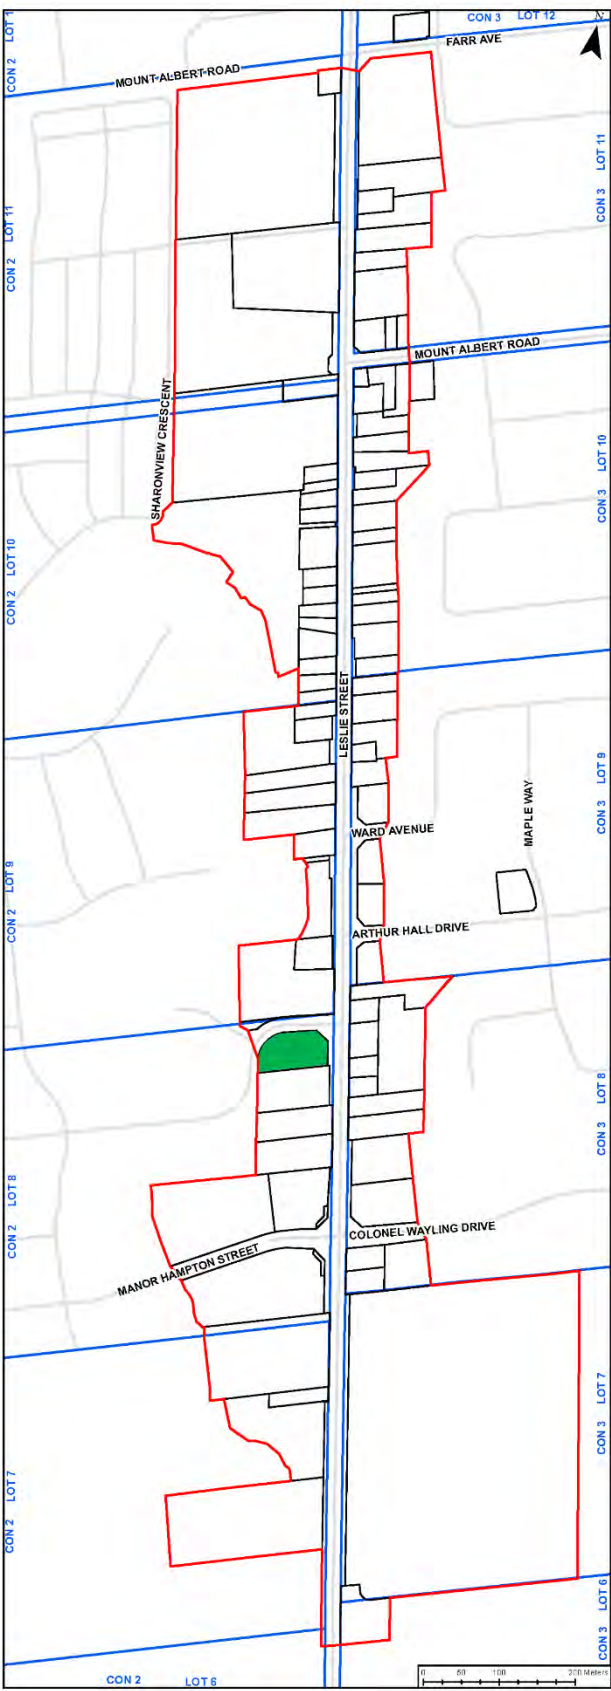 CON 3 LOT 12
N
CON 2 LOT 1
FARR AVE
MOUNT ALBERT ROAD
CON 3 LOT 11
CON 2 LOT 11
MOUNT ALBERT ROAD
SHARONVIEW CRESCENT
CON 3 LOT 10
CON 2 LOT 10
LESLIE STREET
CON 3 LOT 9
MAPLE WAY
WARD AVENUE
CON 2 LOT 9
ARTHUR HALL DRIVE
CON 3 LOT 8
CON 2 LOT 8
COLONEL WAYLING DRIVE
MANOR HAMPTON STREET
CON 3 LOT 7
CON 2 LOT 7
CON 3 LOT 6
CON 2 LOT 6
0 50 100 200 Meters